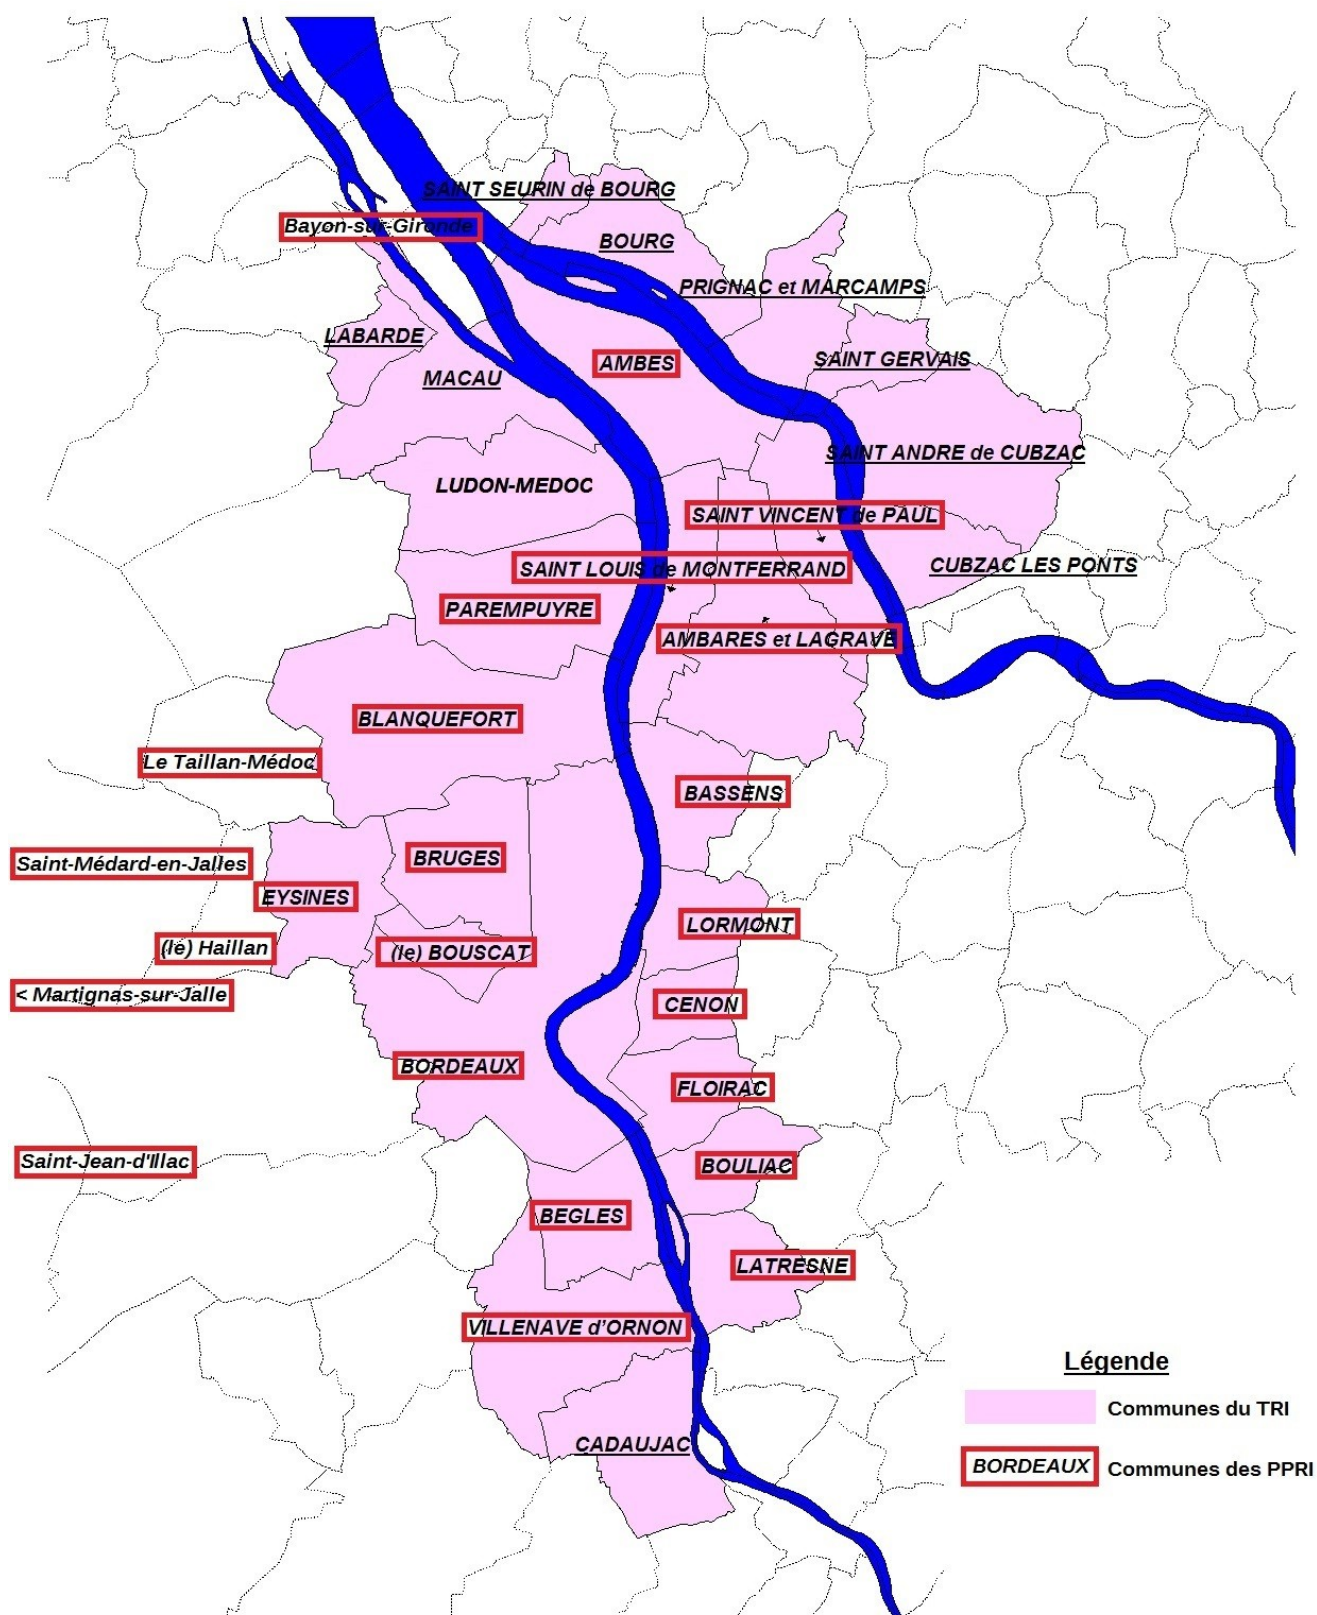 SAINT SEURIN de BOURG
Bayon-sur-Gironde
BOURG
PRIGNAC et MARCAMPS
LABARDE
AMBES
SAINT GERVAIS
MACAU
SAINT ANDRE de CUBZAC
LUDON-MEDOC
SAINT VINCENT de PAUL
SAINT LOUIS de MONTFERRAND
CUBZAC LES PONTS
PAREMPUYRE
AMBARES et LAGRAVE
BLANQUEFORT
Le Taillan-Médoc
BASSENS
BRUGES
Saint-Médard-en-Jalles
EYSINES
LORMONT
(le) Haillan
(le) BOUSCAT
< Martignas-sur-Jalle
CENON
BORDEAUX
FLOIRAC
Saint-Jean-d'Illac
BOULIAC
BEGLES
LATRESNE
VILLENAVE d'ORNON
Légende
Communes du TRI
CADAUJAC
BORDEAUX Communes des PPRI